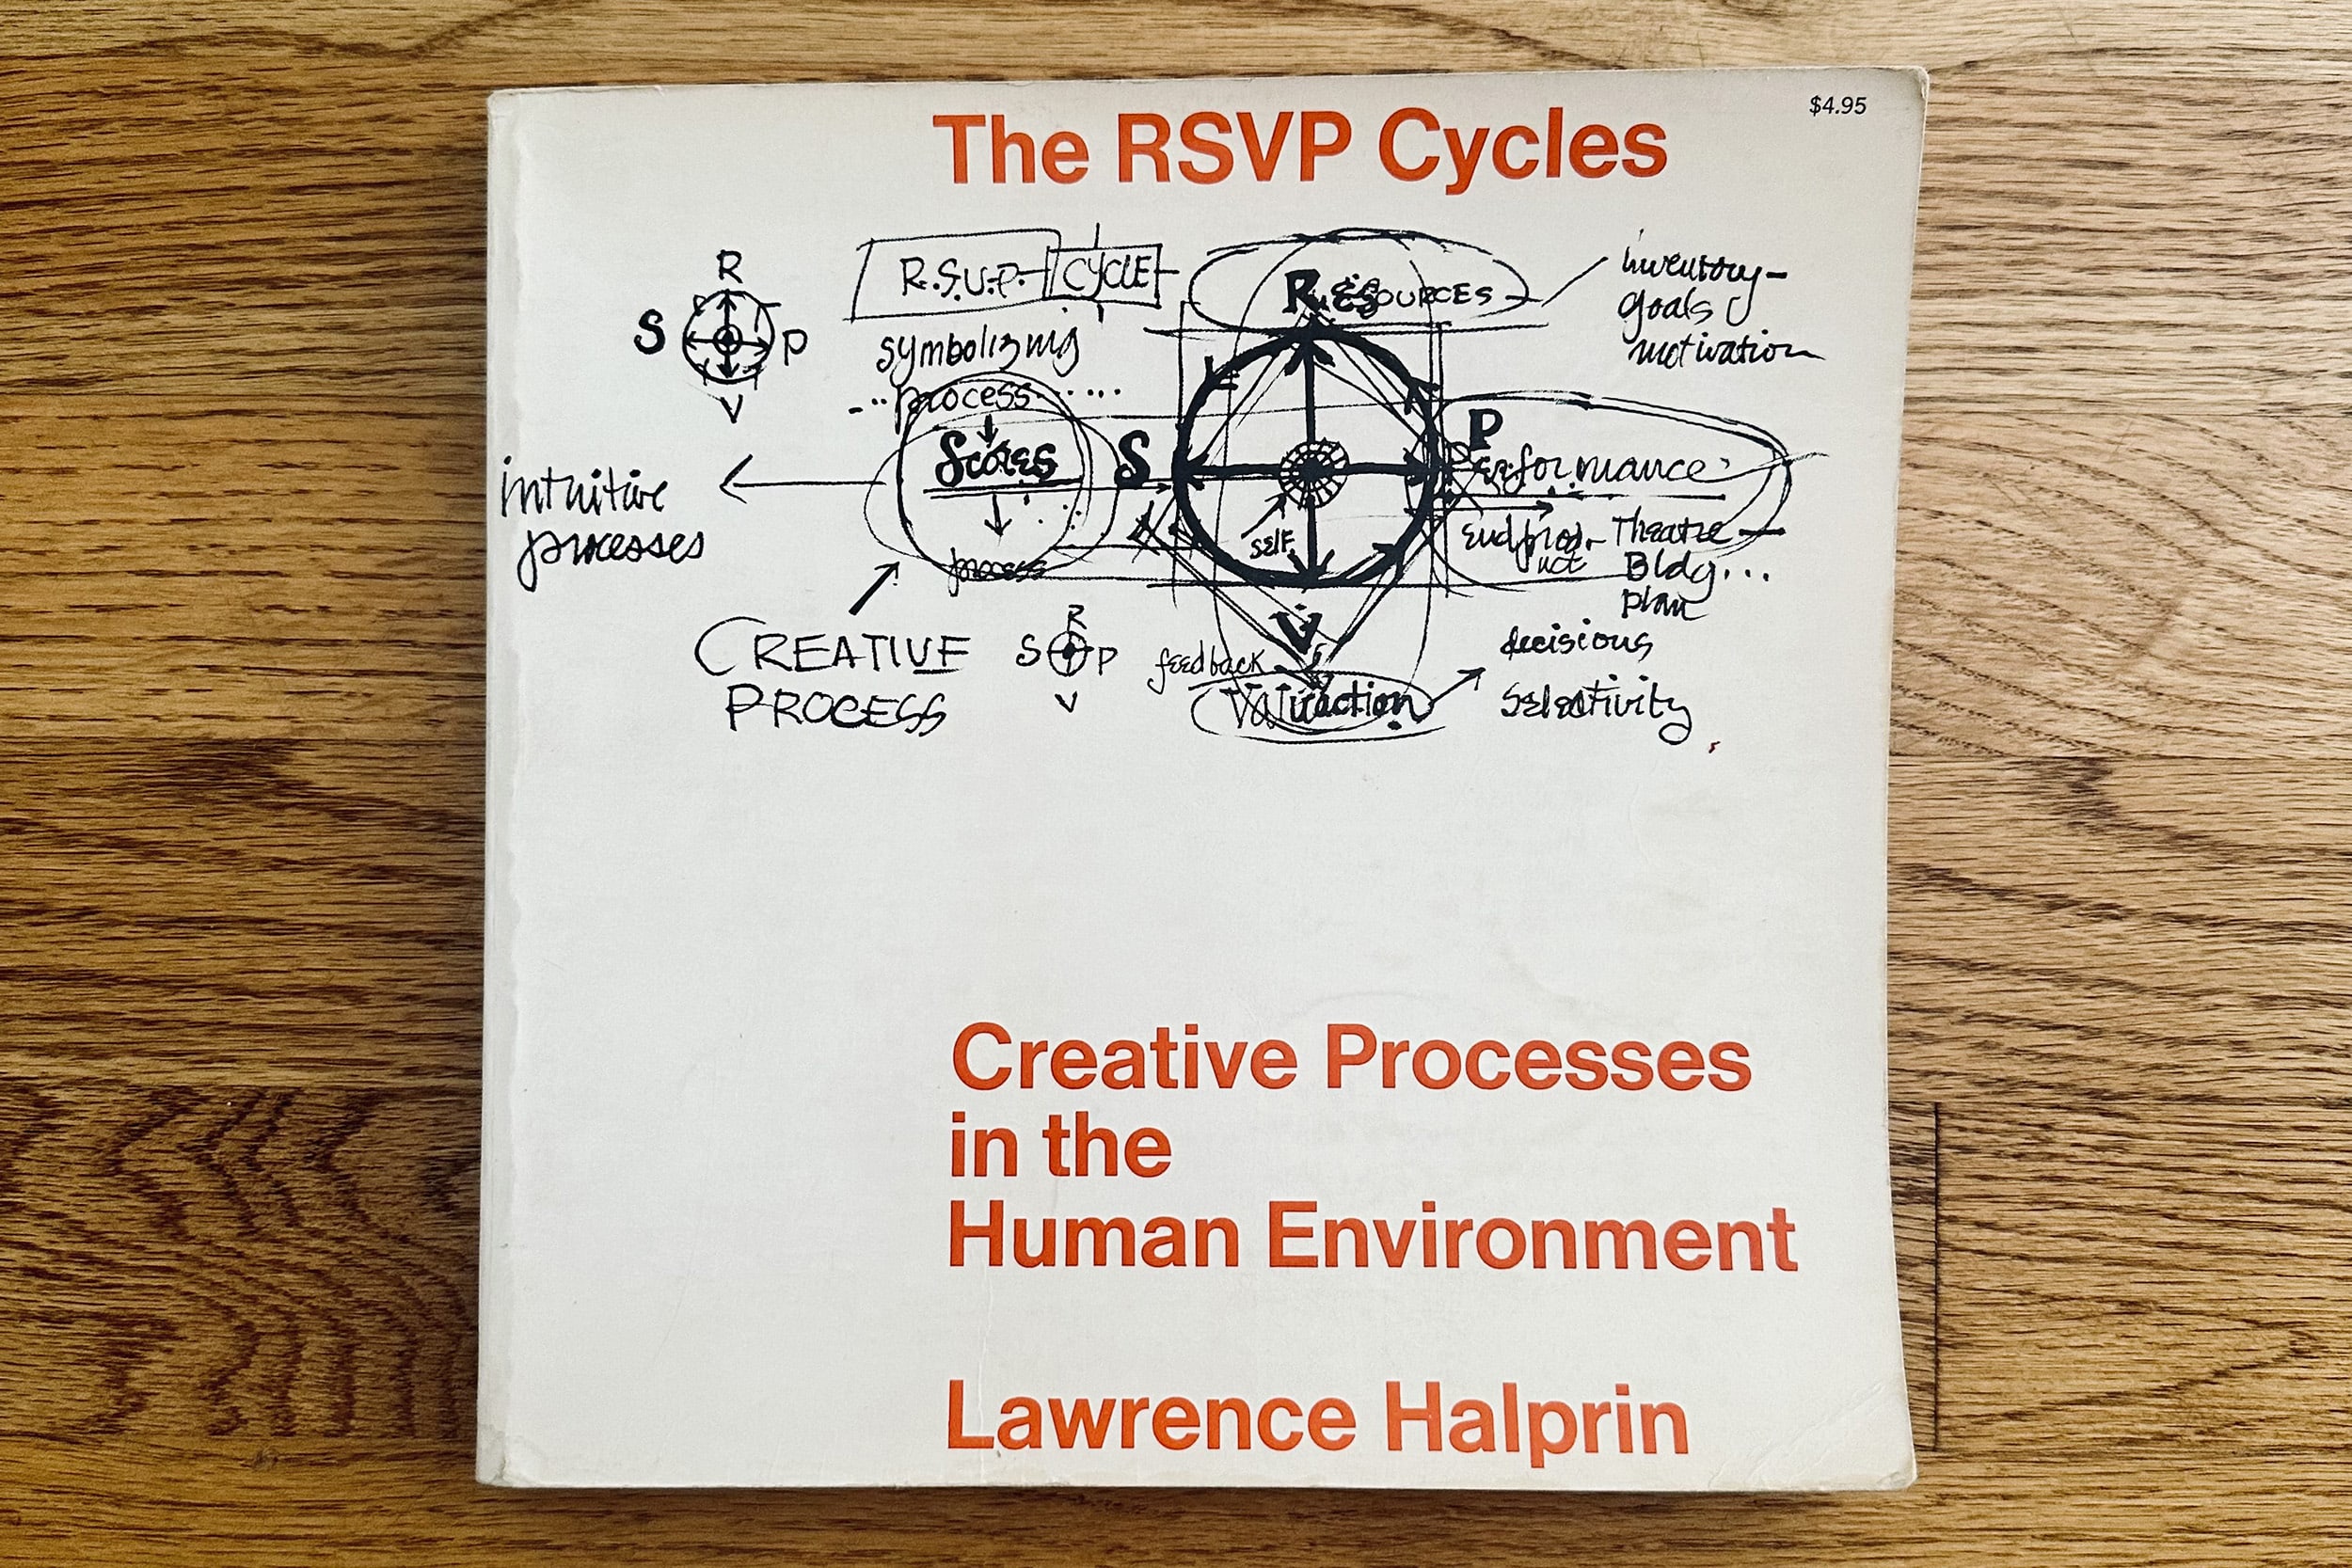 The RSVP Cycles
$4.95
R
S P
V
R.S.V.P. CYCLE
symbolizing
process
Scores
process
intuitive
processes
CREATIVE
PROCESS
R
S P
V
RESOURCES
inventory-
goals
motivation
S
SELF
P
Performance
End prod-
uct
Theatre
Bldg...
plan
V
feedback
Valuaction
decisions
Selectivity
Creative Processes
in the
Human Environment
Lawrence Halprin